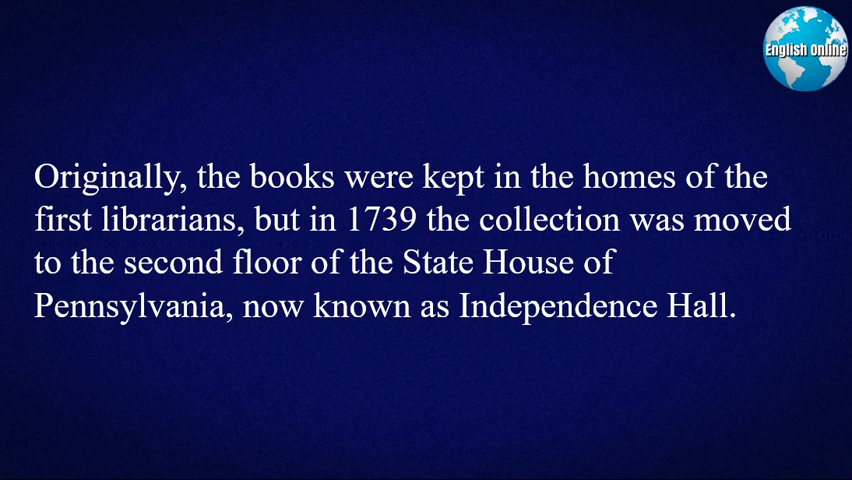 English Online
Originally, the books were kept in the homes of the
first librarians, but in 1739 the collection was moved
to the second floor of the State House of
Pennsylvania, now known as Independence Hall.